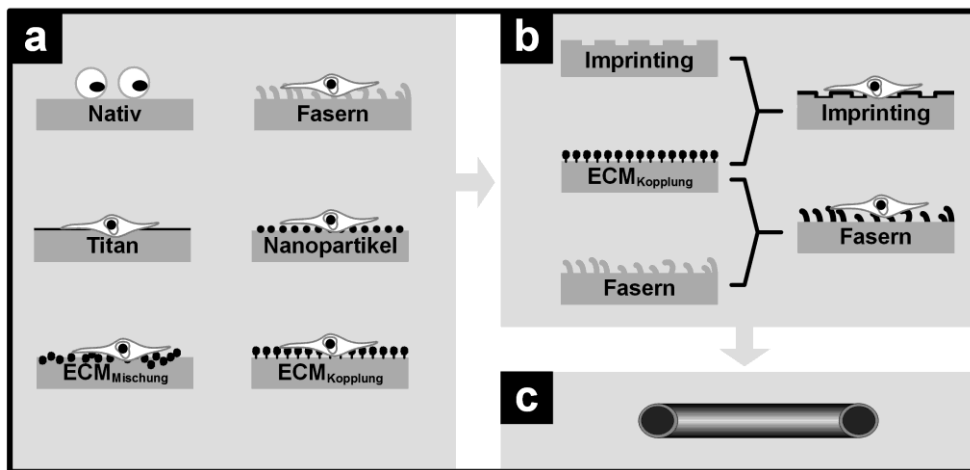 a
Nativ
Fasern
Titan
Nanopartikel
ECMMischung
ECMKopplung
b
Imprinting
ECMKopplung
Fasern
Imprinting
Fasern
c